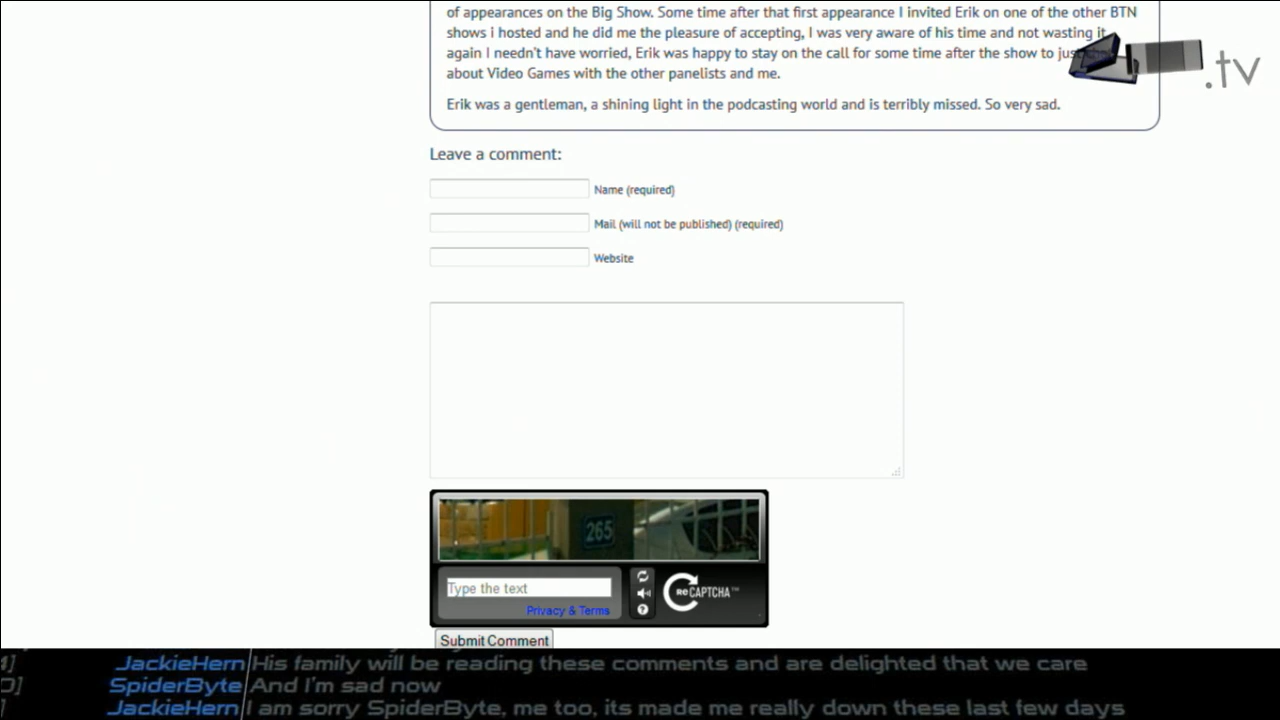 of appearances on the Big Show. Some time after that first appearance I invited Erik on one of the other BTN
shows i hosted and he did me the pleasure of accepting, I was very aware of his time and not wasting it
again I needn't have worried, Erik was happy to stay on the call for some time after the show to just
about Video Games with the other panelists and me.
.tv
Erik was a gentleman, a shining light in the podcasting world and is terribly missed. So very sad.
Leave a comment:
Name (required)
Mail (will not be published) (required)
Website
265
Type the text
Privacy & Terms
reCAPTCHA™
Submit Comment
JackieHern His family will be reading these comments and are delighted that we care
SpiderByte And I'm sad now
JackieHern I am sorry SpiderByte, me too, its made me really down these last few days